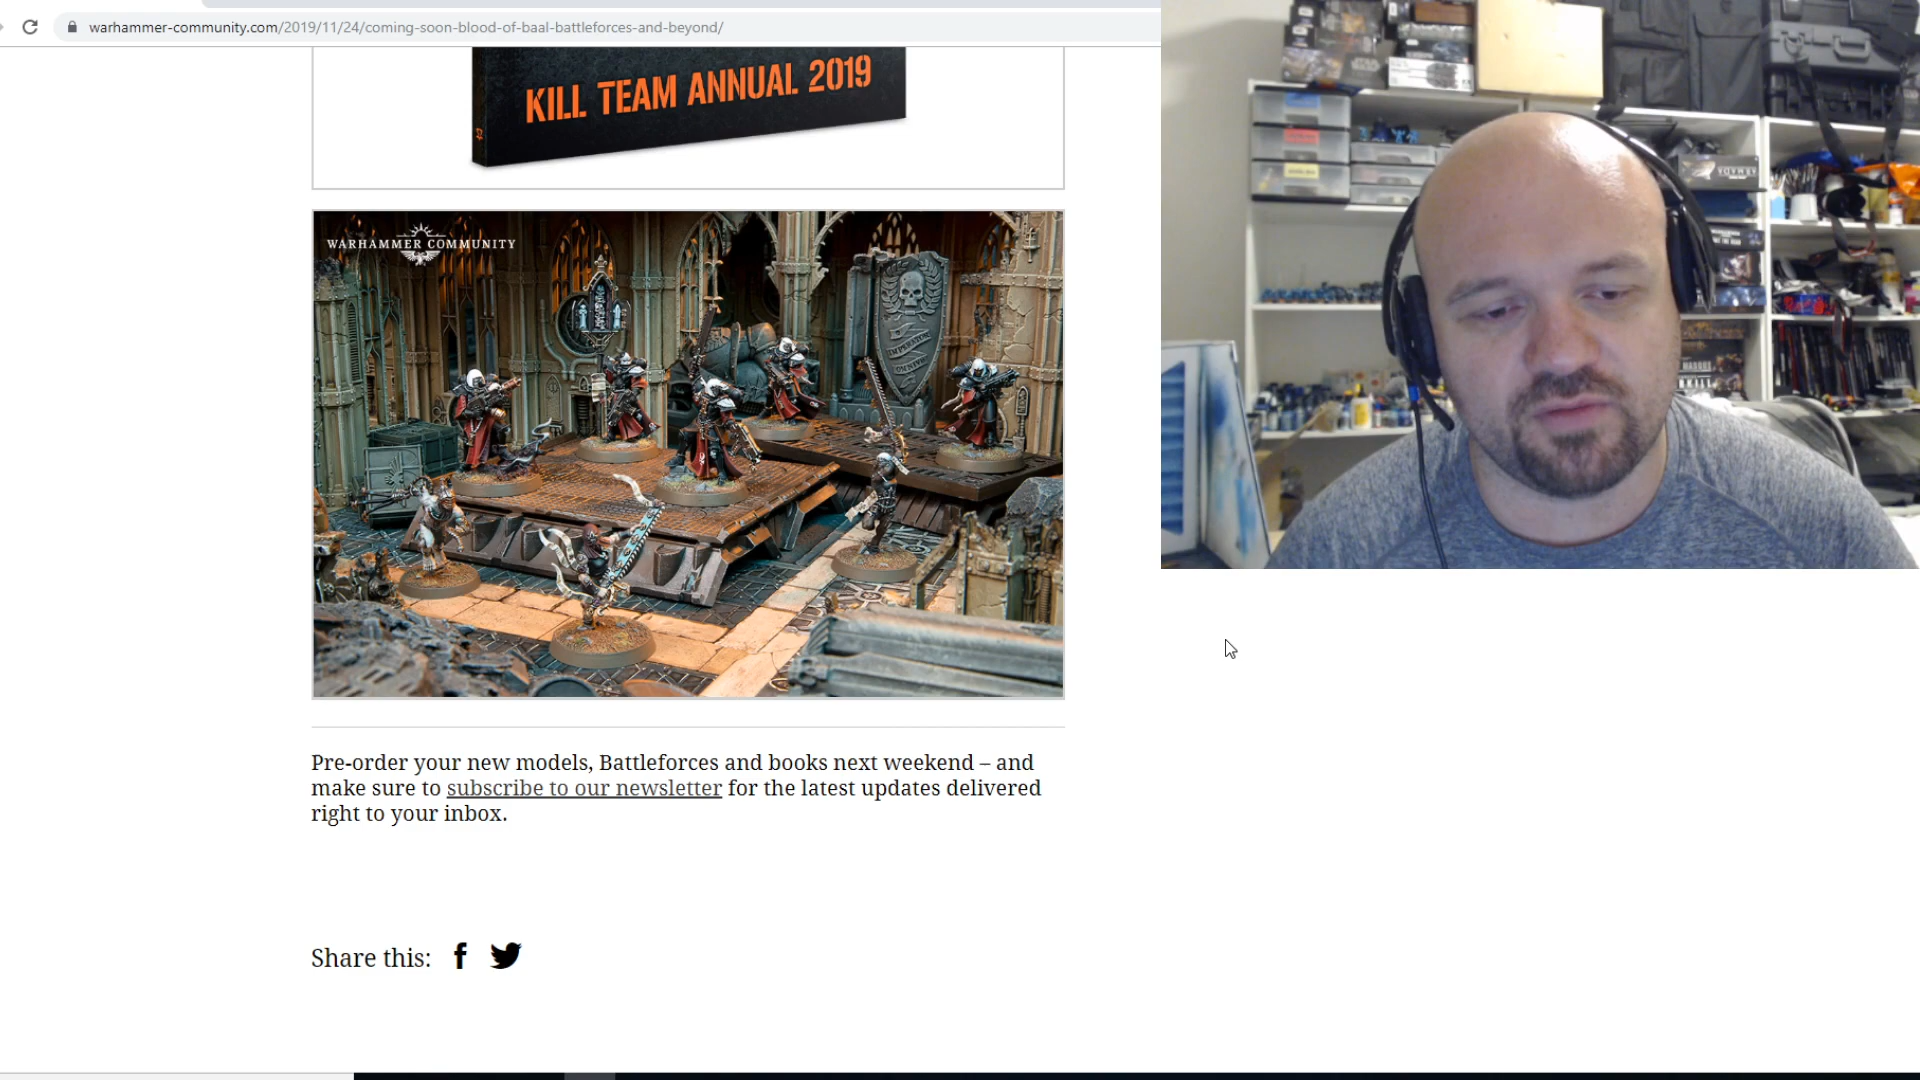 warhammer-community.com/2019/11/24/coming-soon-blood-of-baal-battleforces-and-beyond/
KILL TEAM ANNUAL 2019
WARHAMMER COMMUNITY
IMPERATOR
Pre-order your new models, Battleforces and books next weekend – and
make sure to subscribe to our newsletter for the latest updates delivered
right to your inbox.
Share this: